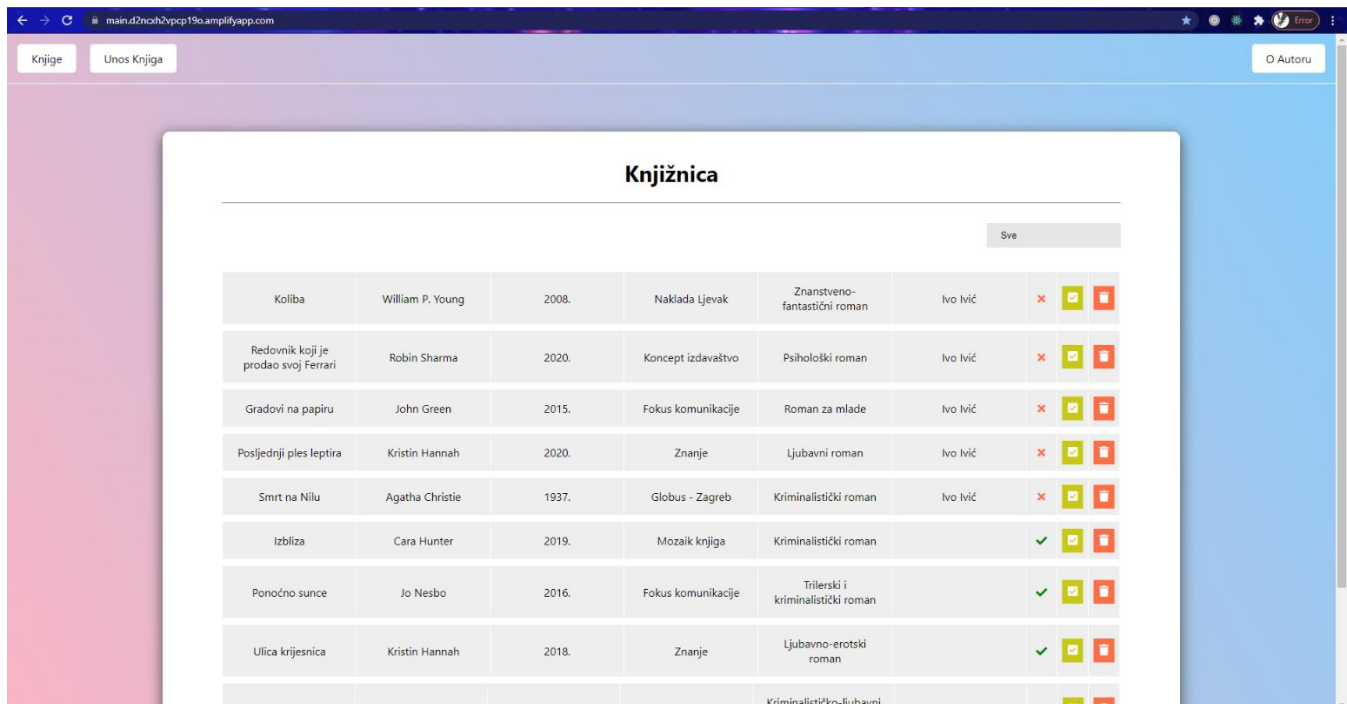 main.d2ncxh2vpcp19o.amplifyapp.com
Error
Knjige
Unos Knjiga
O Autoru
Knjižnica
Sve
Koliba William P. Young 2008. Naklada Ljevak Znanstveno-
fantastični roman Ivo Ivić
Redovnik koji je
prodao svoj Ferrari Robin Sharma 2020. Koncept izdavaštvo Psihološki roman Ivo Ivić
Gradovi na papiru John Green 2015. Fokus komunikacije Roman za mlade Ivo Ivić
Posljednji ples leptira Kristin Hannah 2020. Znanje Ljubavni roman Ivo Ivić
Smrt na Nilu Agatha Christie 1937. Globus - Zagreb Kriminalistički roman Ivo Ivić
Izbliza Cara Hunter 2019. Mozaik knjiga Kriminalistički roman
Ponoćno sunce Jo Nesbo 2016. Fokus komunikacije Trilerski i
kriminalistički roman
Ulica krijesnica Kristin Hannah 2018. Znanje Ljubavno-erotski
roman
Kriminalističko-ljubavni